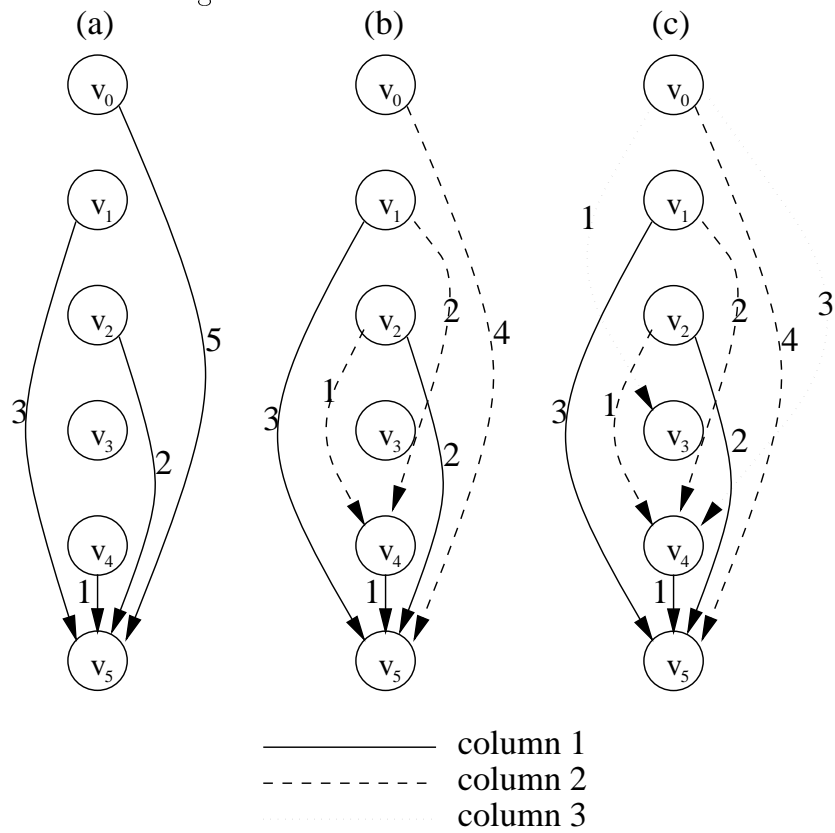 (a) (b) (c)
v0 v0 v0
v1 v1 v1
1
3
2 2
v2 v2 v2
5 4 4
1 1
3 3 3
v3 v3 v3
2 2 2
v4 v4 v4
1 1 1
v5 v5 v5
column 1
column 2
column 3